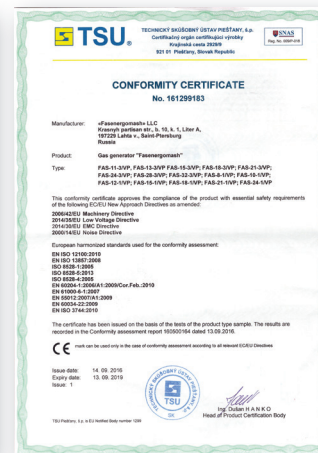 TSU®
TECHNICKÝ SKÚŠOBNÝ ÚSTAV PIEŠŤANY, š.p.
Certifikačný orgán certifikujúci výrobky
Krajinská cesta 2929/9
921 01 Piešťany, Slovak Republic
SNAS
CONFORMITY CERTIFICATE
No. 161299183
Manufacturer: «Fasenergomash» LLC
Krasnyh partisan str., b. 10, k. 1, Liter A,
197229 Lahta v., Saint-Ptersburg
Russia
Product: Gas generator "Fasenergomash"
Type: FAS-11-3/VP, FAS-13-3/VP FAS-15-3/VP; FAS-18-3/VP; FAS-21-3/VP;
FAS-24-3/VP; FAS-28-3/VP; FAS-32-3/VP; FAS-8-1/VP; FAS-10-1/VP;
FAS-12-1/VP; FAS-15-1/VP; FAS-18-1/VP; FAS-21-1/VP; FAS-24-1/VP
This conformity certificate approves the compliance of the product with essential safety requirements
of the following EC/EU New Approach Directives as amended:
2006/42/EU Machinery Directive
2014/35/EU Low Voltage Directive
2014/30/EU EMC Directive
2000/14/EU Noise Directive
European harmonized standards used for the conformity assessment:
EN ISO 12100:2010
EN ISO 13857:2008
ISO 8528-1:2005
ISO 8528-5:2013
ISO 8528-4:2005
EN 60204-1:2006/A1:2009/Cor.Feb.:2010
EN 61000-6-1:2007
EN 55012:2007/A1:2009
EN 60034-22:2009
EN ISO 3744:2010
The certificate has been issued on the basis of the tests of the product type sample. The results are
recorded in the Conformity assessment report 160500164 dated 13.09.2016.
CE mark can be used only in the case of conformity assessment according to all relevant EC/EU Directives
Issue date: 14. 09. 2016
Expiry date: 13. 09. 2019
Issue: 1
TECHNICKÝ SKÚŠOBNÝ ÚSTAV PIEŠŤANY
TSU
SK
Ing. Dušan H A N K O
Head of Product Certification Body
TSU Piešťany, š.p. is EU Notified Body number 1299